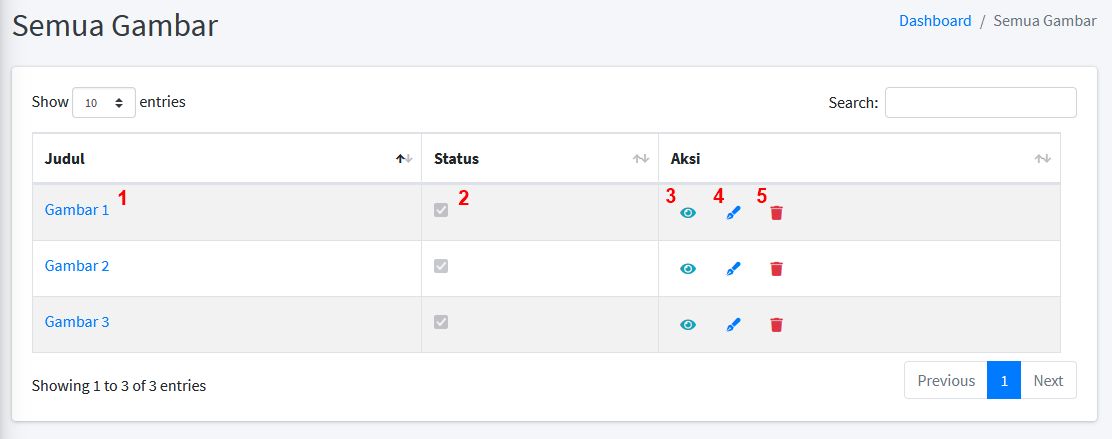 Semua Gambar
Dashboard / Semua Gambar
Show 10 entries
Search:
Judul Status Aksi
Gambar 1 1 2 3 4 5
Gambar 2
Gambar 3
Showing 1 to 3 of 3 entries
Previous 1 Next